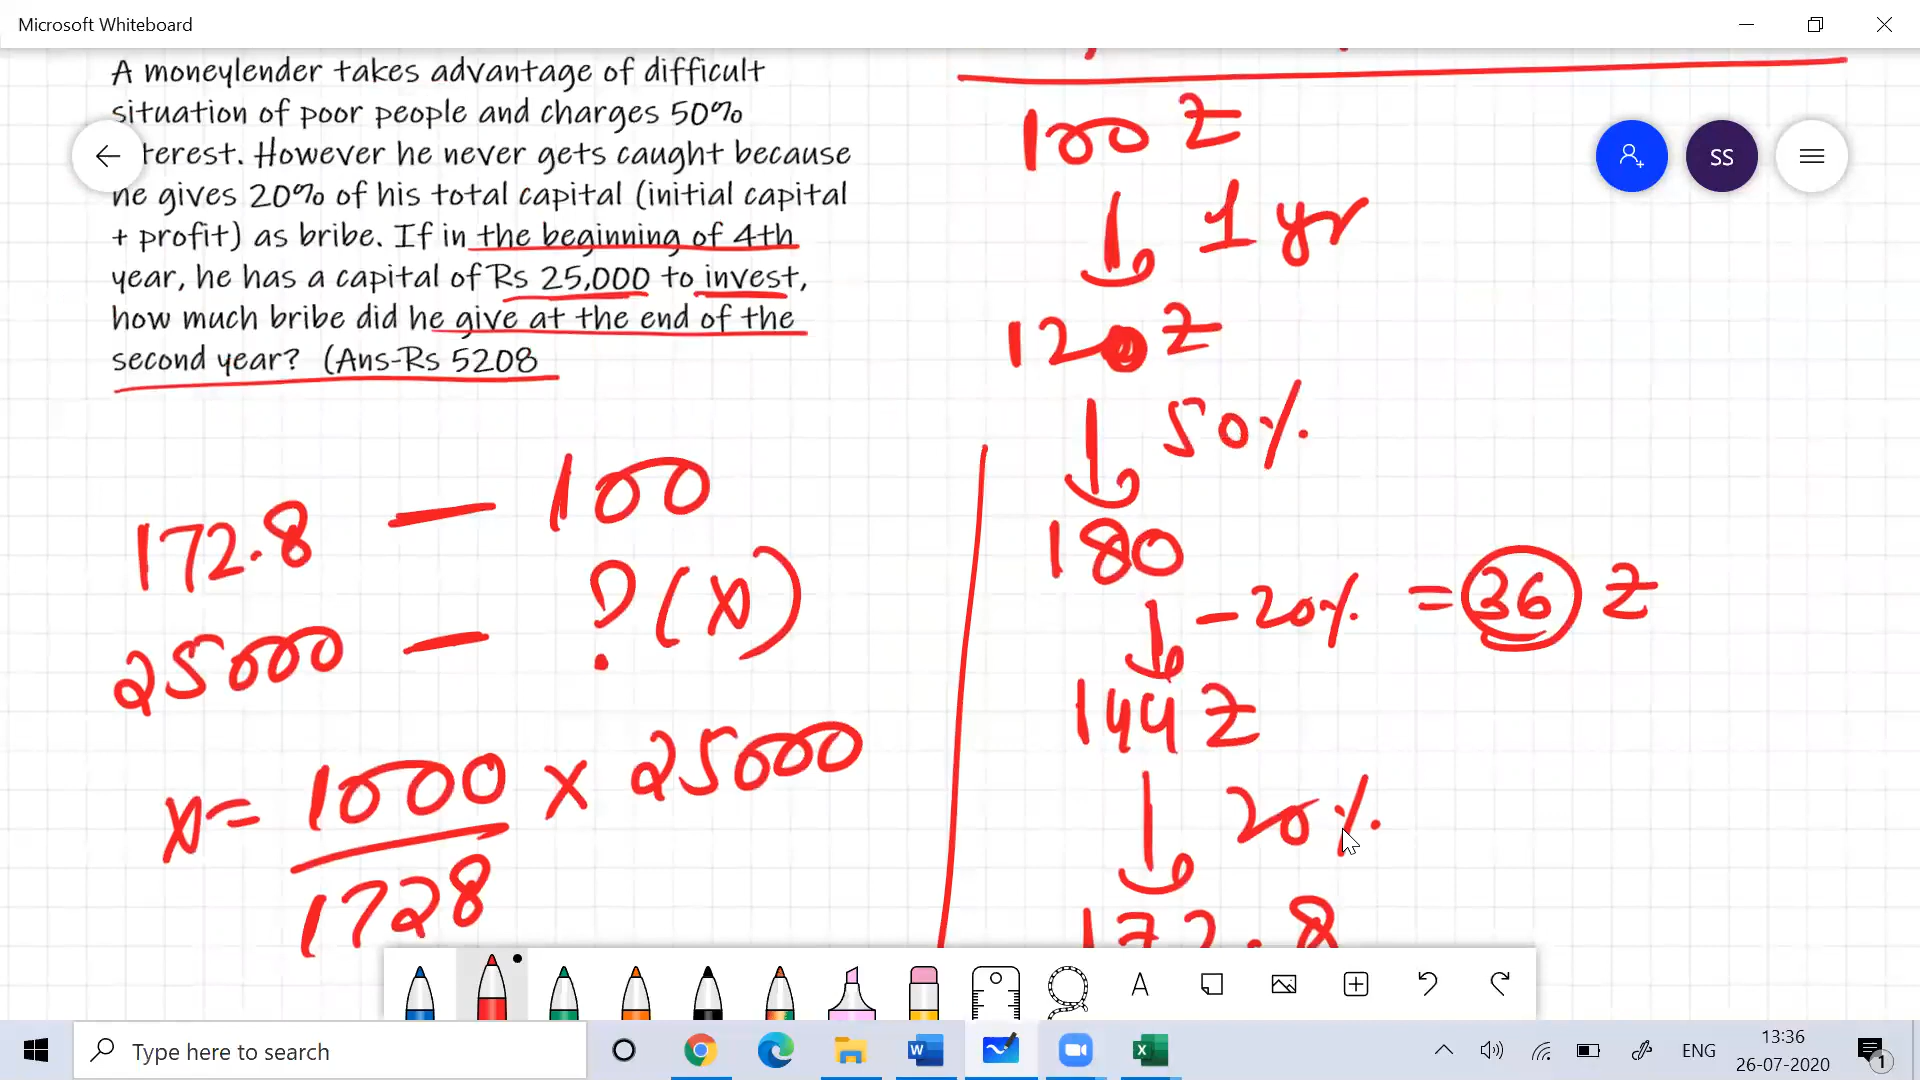 Microsoft Whiteboard
A moneylender takes advantage of difficult
situation of poor people and charges 50%
terest. However he never gets caught because
he gives 20% of his total capital (initial capital
+ profit) as bribe. If in the beginning of 4th
year, he has a capital of Rs 25,000 to invest,
how much bribe did he give at the end of the
second year? (Ans-Rs 5208
172.8 — 100
25000 — ? (x)
x = 1000 / 1728 x 25000
100 Z
1 yr
120 Z
50%
180
- 20% = 36 Z
144 Z
20%
172.8
SS
A
Type here to search
ENG
13:36
26-07-2020
1